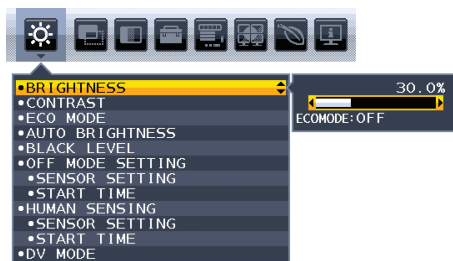 •BRIGHTNESS
30.0%
•CONTRAST
•ECO MODE
ECOMODE:OFF
•AUTO BRIGHTNESS
•BLACK LEVEL
•OFF MODE SETTING
•SENSOR SETTING
•START TIME
•HUMAN SENSING
•SENSOR SETTING
•START TIME
•DV MODE